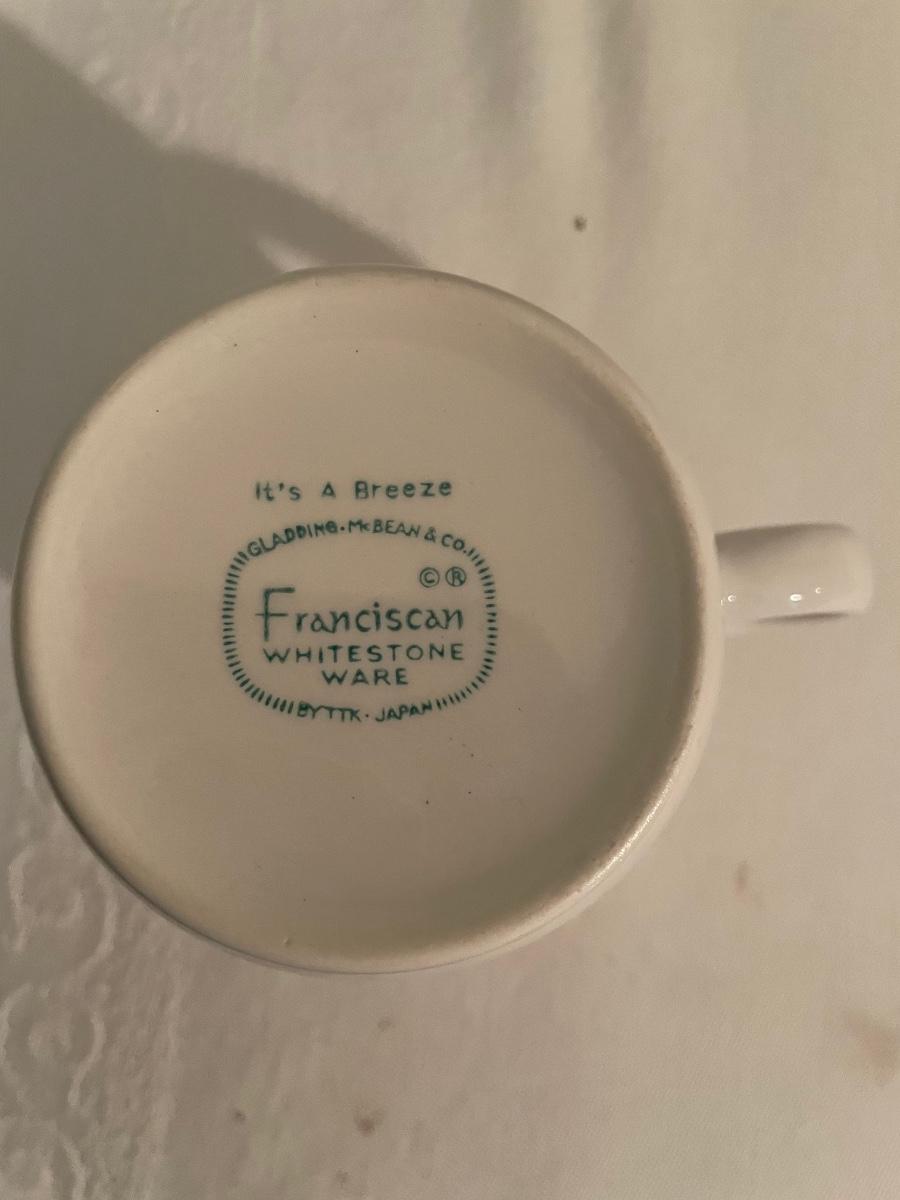 It's A Breeze
GLADDING·McBEAN & CO.
© ®
Franciscan
WHITESTONE
WARE
BY TTK · JAPAN